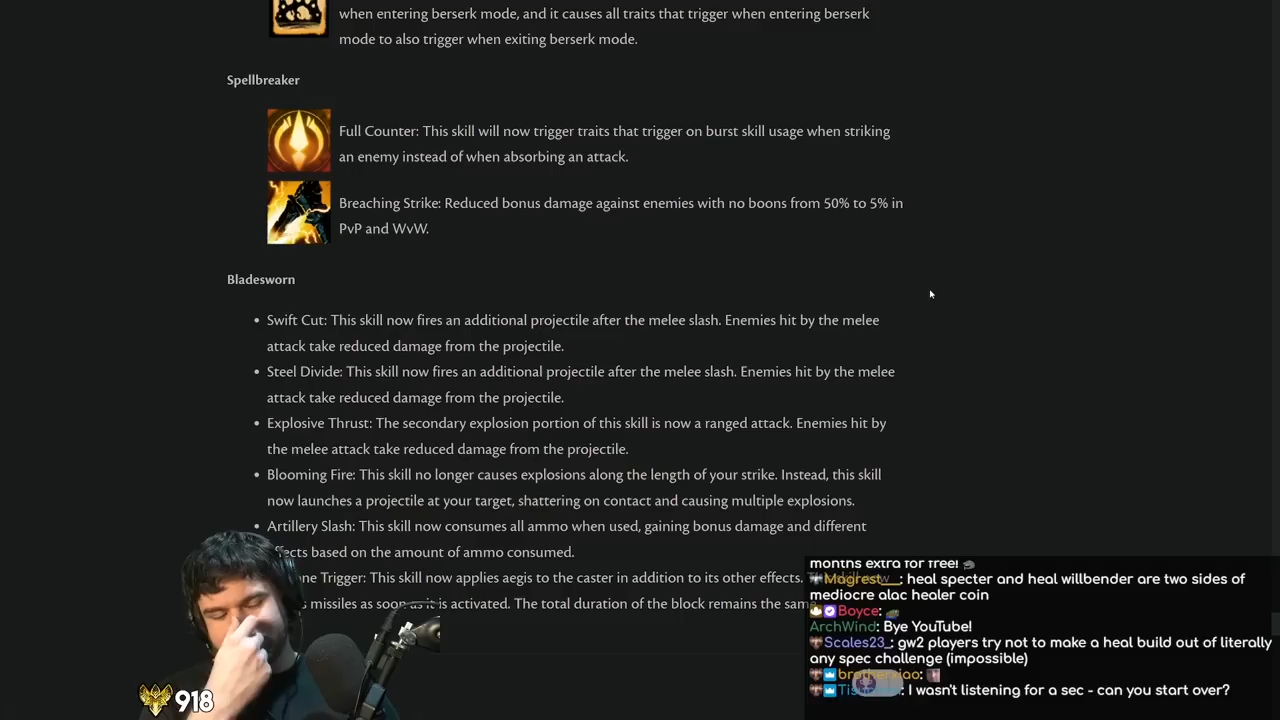 when entering berserk mode, and it causes all traits that trigger when entering berserk
mode to also trigger when exiting berserk mode.
Spellbreaker
Full Counter: This skill will now trigger traits that trigger on burst skill usage when striking
an enemy instead of when absorbing an attack.
Breaching Strike: Reduced bonus damage against enemies with no boons from 50% to 5% in
PvP and WvW.
Bladesworn
• Swift Cut: This skill now fires an additional projectile after the melee slash. Enemies hit by the melee
attack take reduced damage from the projectile.
• Steel Divide: This skill now fires an additional projectile after the melee slash. Enemies hit by the melee
attack take reduced damage from the projectile.
• Explosive Thrust: The secondary explosion portion of this skill is now a ranged attack. Enemies hit by
the melee attack take reduced damage from the projectile.
• Blooming Fire: This skill no longer causes explosions along the length of your strike. Instead, this skill
now launches a projectile at your target, shattering on contact and causing multiple explosions.
• Artillery Slash: This skill now consumes all ammo when used, gaining bonus damage and different
effects based on the amount of ammo consumed.
Trigger: This skill now applies aegis to the caster in addition to its other effects.
missiles as soon as it is activated. The total duration of the block remains the same
months extra for free!
Magrest__: heal specter and heal willbender are two sides of
mediocre alac healer coin
Boyce:
ArchWind: Bye YouTube!
Scales23_: gw2 players try not to make a heal build out of literally
any spec challenge (impossible)
brotherxiao:
I wasn't listening for a sec - can you start over?
918